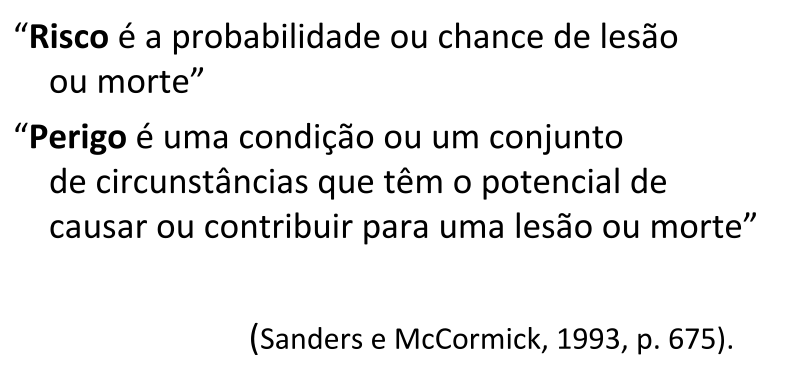 “Risco é a probabilidade ou chance de lesão
ou morte”
“Perigo é uma condição ou um conjunto
de circunstâncias que têm o potencial de
causar ou contribuir para uma lesão ou morte”
(Sanders e McCormick, 1993, p. 675).